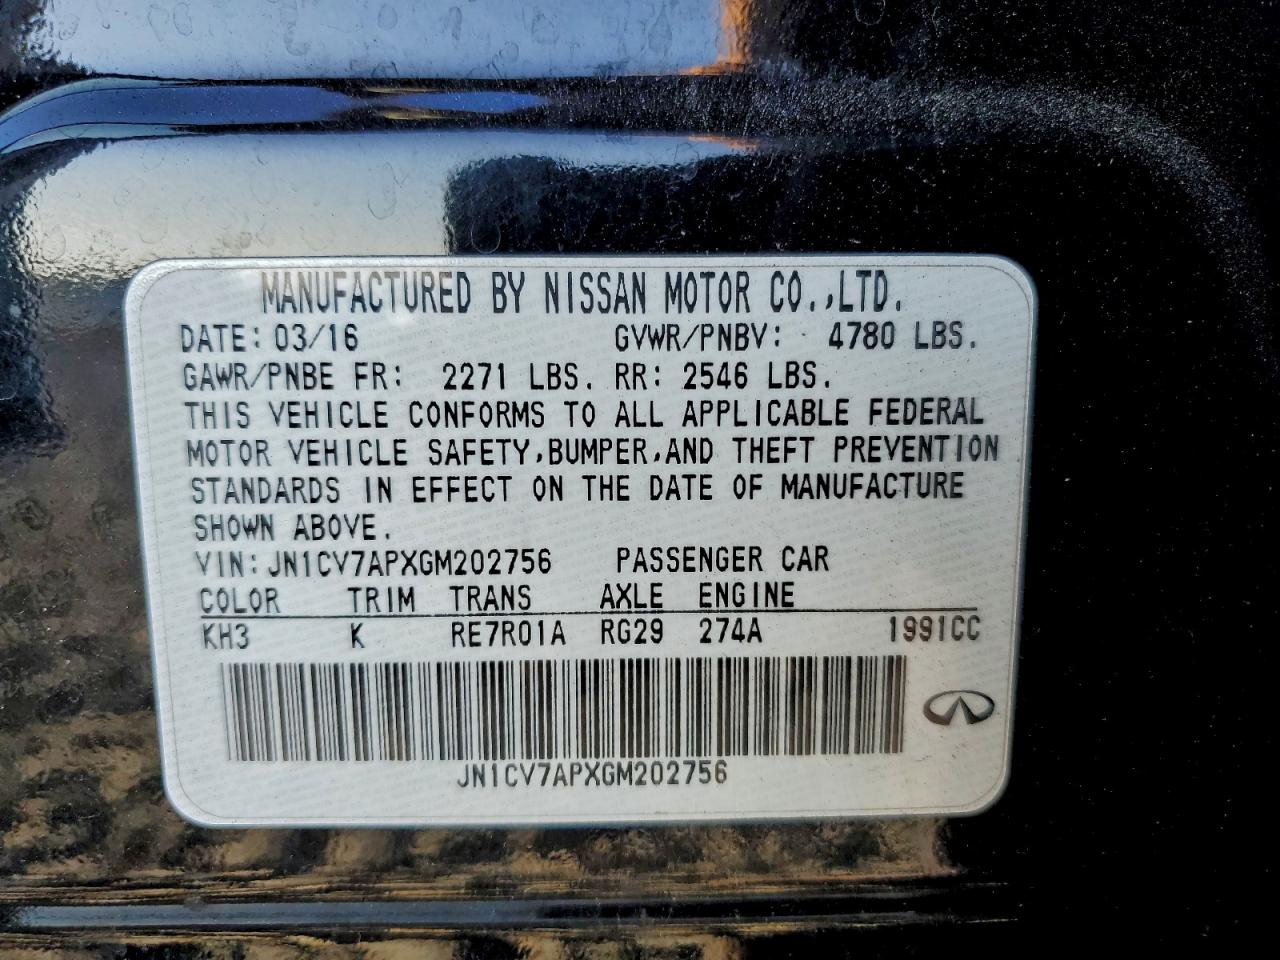 MANUFACTURED BY NISSAN MOTOR CO.,LTD.
DATE: 03/16 GVWR/PNBV: 4780 LBS.
GAWR/PNBE FR: 2271 LBS. RR: 2546 LBS.
THIS VEHICLE CONFORMS TO ALL APPLICABLE FEDERAL
MOTOR VEHICLE SAFETY,BUMPER,AND THEFT PREVENTION
STANDARDS IN EFFECT ON THE DATE OF MANUFACTURE
SHOWN ABOVE.
VIN:JN1CV7APXGM202756 PASSENGER CAR
COLOR TRIM TRANS AXLE ENGINE
KH3 K RE7R01A RG29 274A 1991CC
JN1CV7APXGM202756